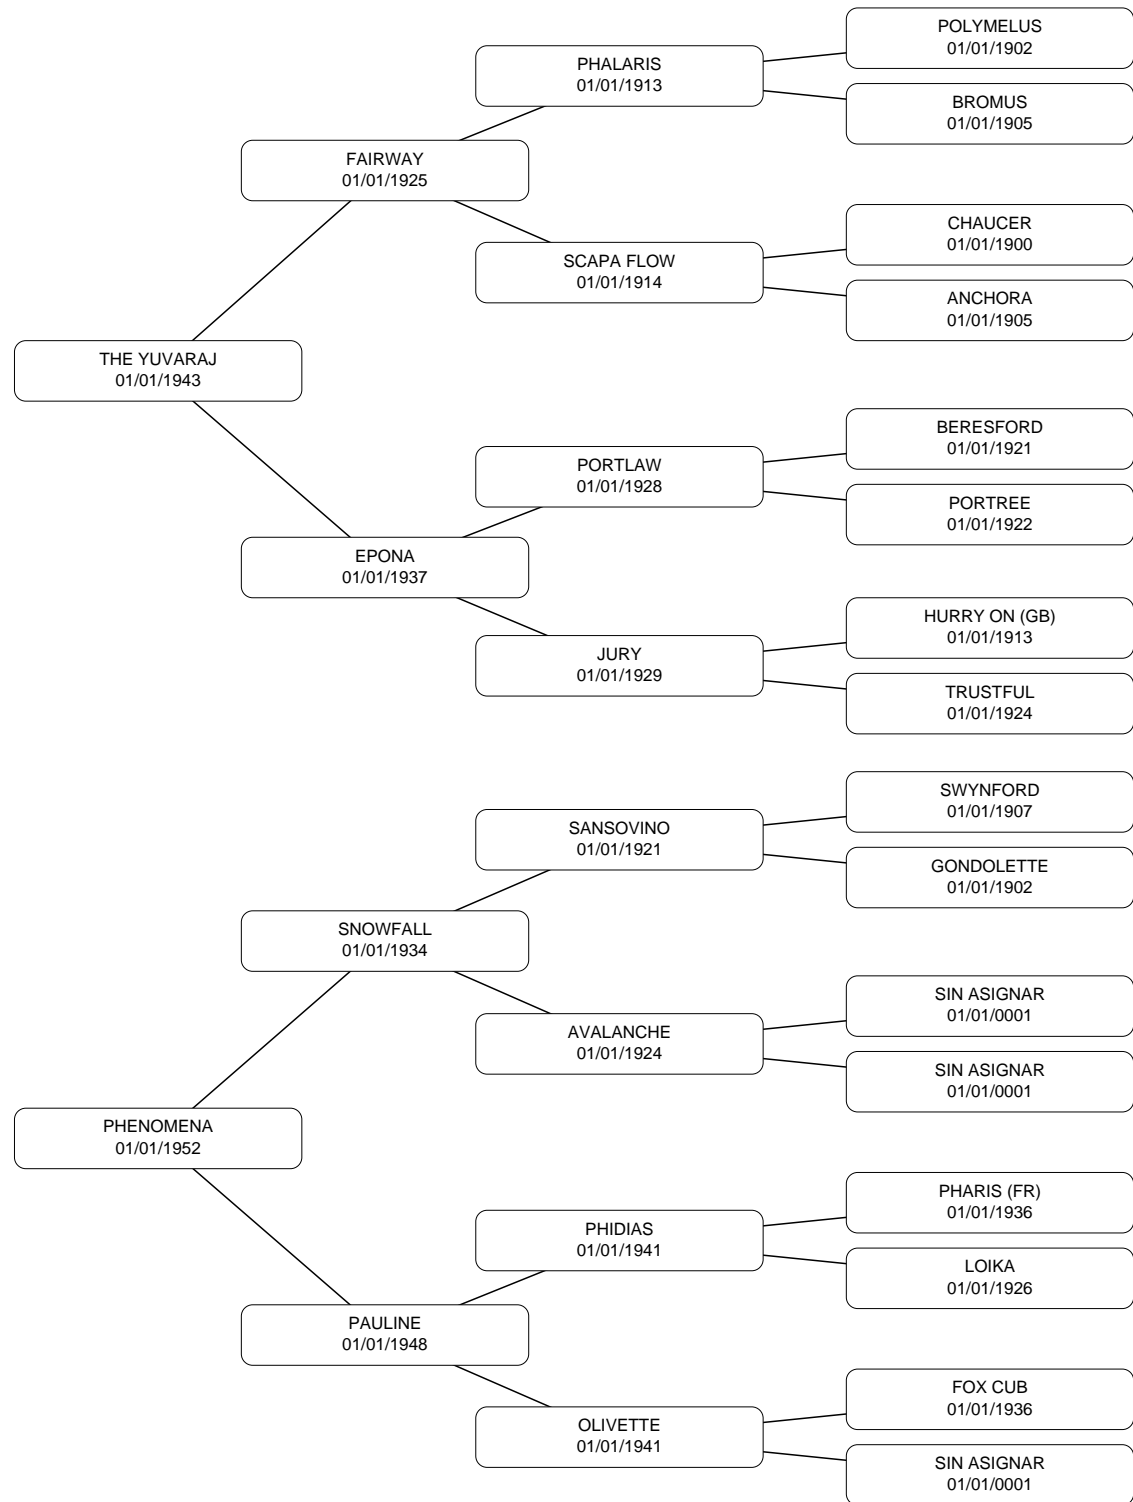 POLYMELUS
01/01/1902
PHALARIS
01/01/1913
BROMUS
01/01/1905
FAIRWAY
01/01/1925
CHAUCER
01/01/1900
SCAPA FLOW
01/01/1914
ANCHORA
01/01/1905
THE YUVARAJ
01/01/1943
BERESFORD
01/01/1921
PORTLAW
01/01/1928
PORTREE
01/01/1922
EPONA
01/01/1937
HURRY ON (GB)
01/01/1913
JURY
01/01/1929
TRUSTFUL
01/01/1924
SWYNFORD
01/01/1907
SANSOVINO
01/01/1921
GONDOLETTE
01/01/1902
SNOWFALL
01/01/1934
SIN ASIGNAR
01/01/0001
AVALANCHE
01/01/1924
SIN ASIGNAR
01/01/0001
PHENOMENA
01/01/1952
PHARIS (FR)
01/01/1936
PHIDIAS
01/01/1941
LOIKA
01/01/1926
PAULINE
01/01/1948
FOX CUB
01/01/1936
OLIVETTE
01/01/1941
SIN ASIGNAR
01/01/0001